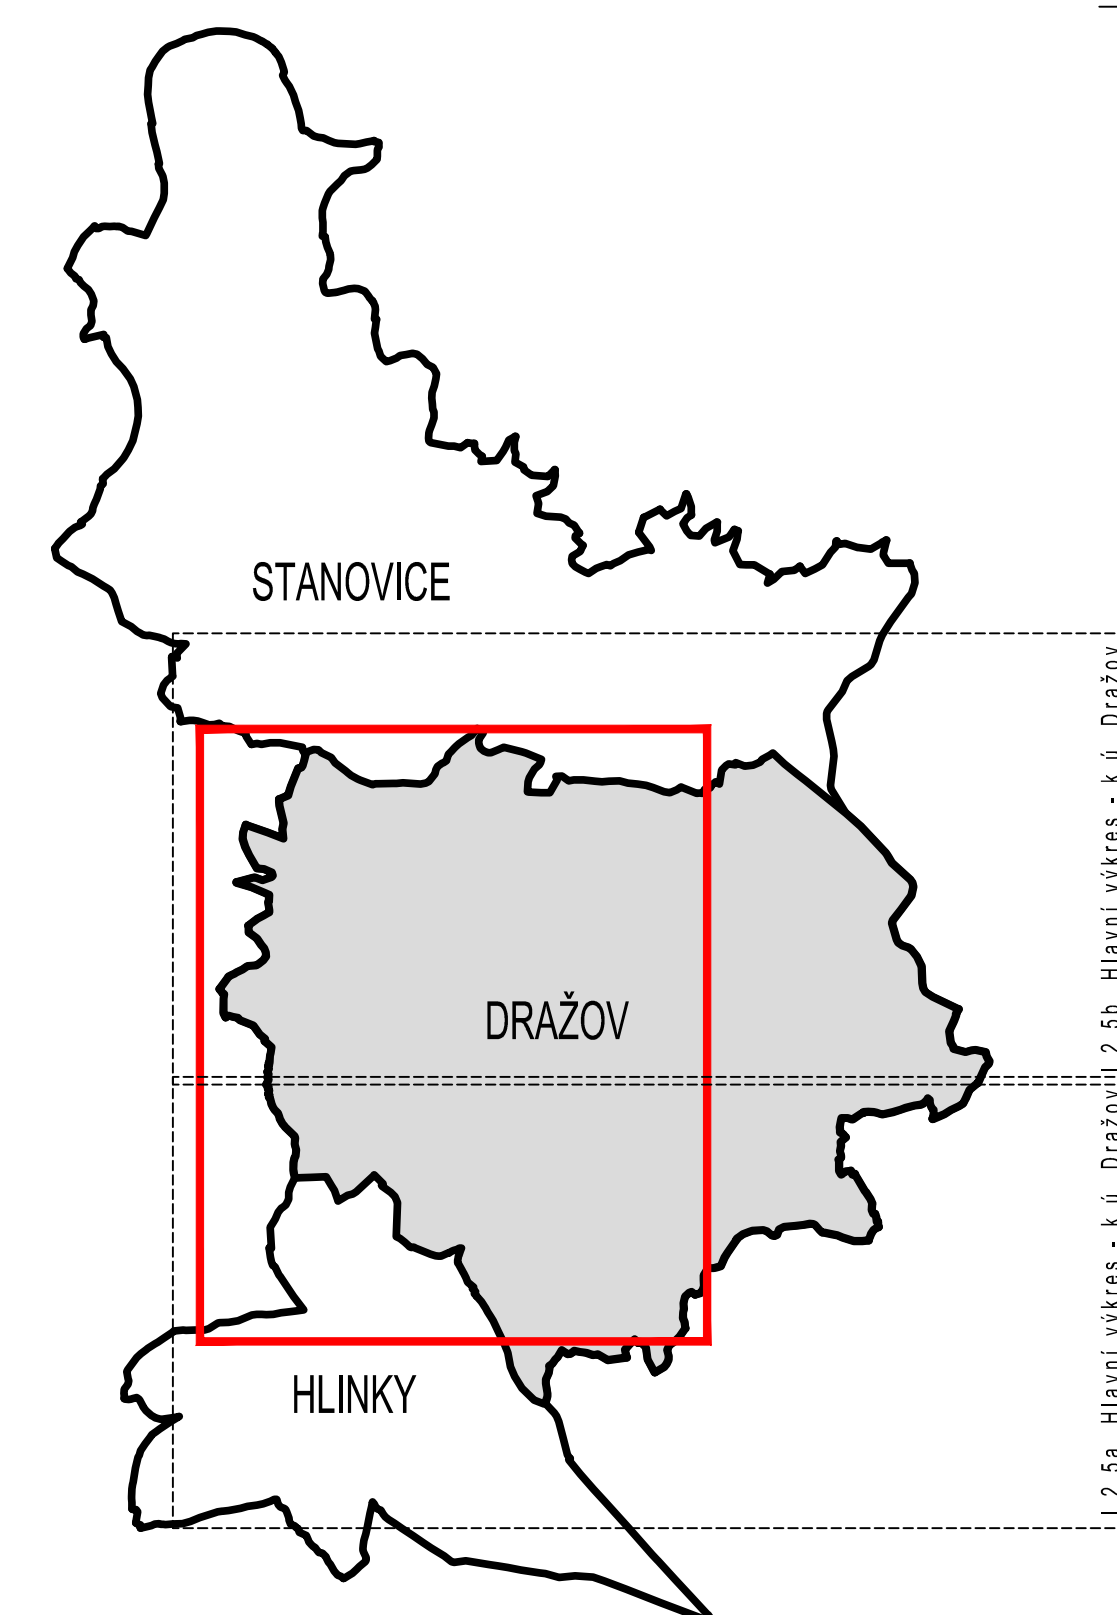 STANOVICE
DRAŽOV
HLINKY
I.2.5b Hlavní výkres - k.ú. Dražov
I.2.5a Hlavní výkres - k.ú. Dražov